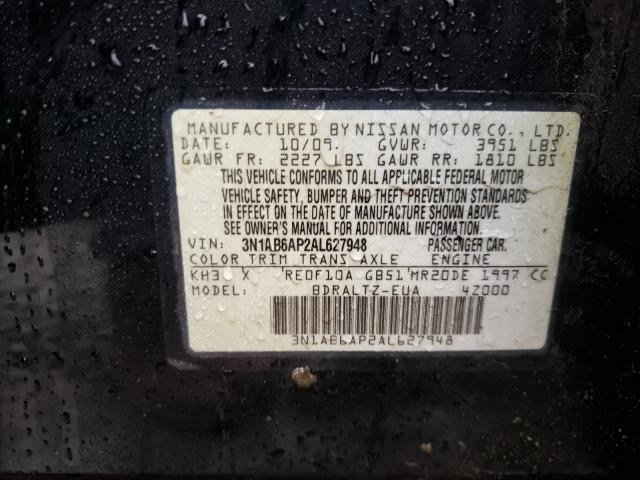 MANUFACTURED BY NISSAN MOTOR CO., LTD.
DATE: 10/09. GVWR: 3951 LBS
GAWR FR: 2227 LBS GAWR RR: 1810 LBS
THIS VEHICLE CONFORMS TO ALL APPLICABLE FEDERAL MOTOR
VEHICLE SAFETY, BUMPER AND THEFT PREVENTION STANDARDS
IN EFFECT ON THE DATE OF MANUFACTURE SHOWN ABOVE.
SEE OWNER'S MANUAL FOR ADDITIONAL INFORMATION.
VIN: 3N1AB6AP2AL627948 PASSENGER CAR.
COLOR TRIM TRANS AXLE ENGINE
KH3 X RE0F10A GB51 MR20DE 1997 CC
MODEL: BDRALTZ-EUA 4Z000
3N1AB6AP2AL627948